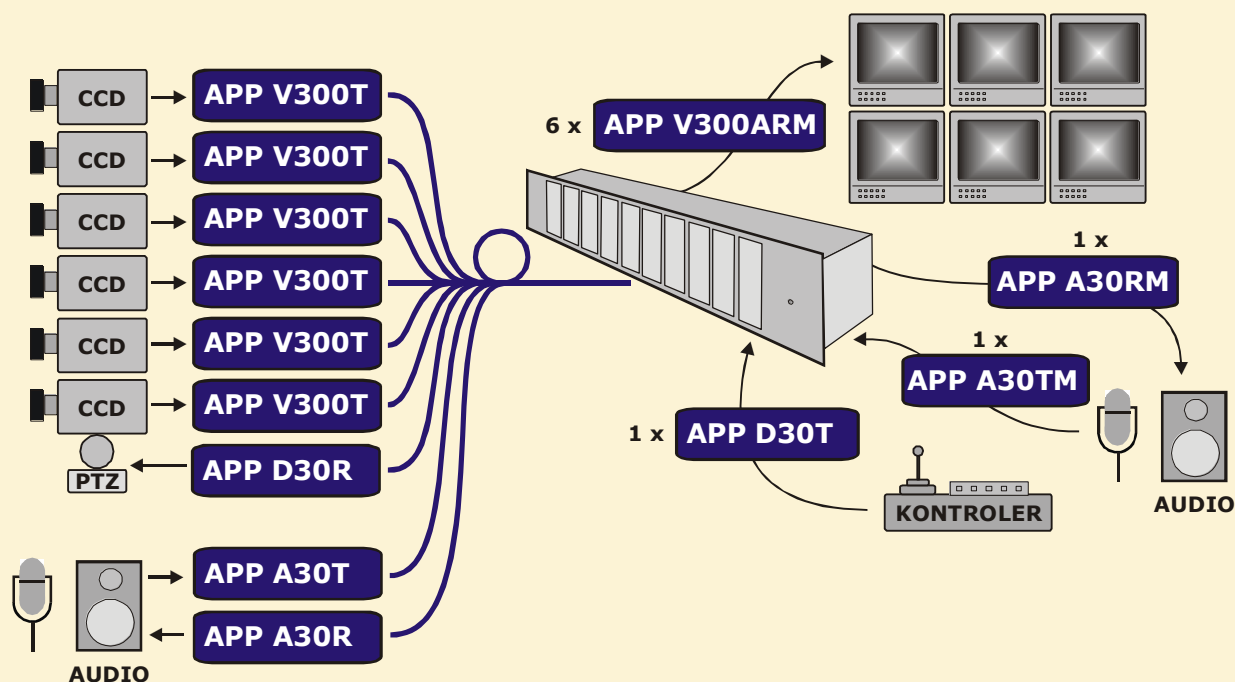 CCD
APP V300T
CCD
APP V300T
CCD
APP V300T
CCD
APP V300T
CCD
APP V300T
CCD
APP V300T
PTZ
APP D30R
APP A30T
APP A30R
AUDIO
6 x
APP V300ARM
1 x
APP A30RM
1 x
APP A30TM
1 x
APP D30T
KONTROLER
AUDIO